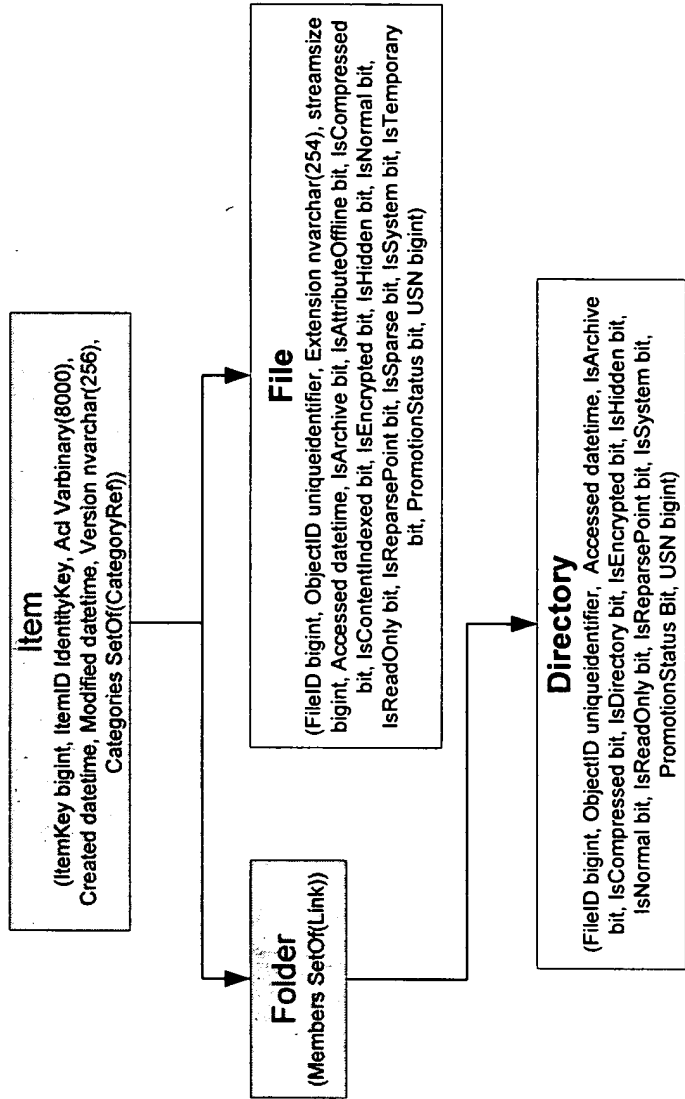 Item
(ItemKey bigint, ItemID IdentityKey, Acl Varbinary(8000),
Created datetime, Modified datetime, Version nvarchar(256),
Categories SetOf(CategoryRef))
Folder
(Members SetOf(Link))
File
(FileID bigint, ObjectID uniqueidentifier, Extension nvarchar(254), streamsize
bigint, Accessed datetime, IsArchive bit, IsAttributeOffline bit, IsCompressed
bit, IsContentIndexed bit, IsEncrypted bit, IsHidden bit, IsNormal bit,
IsReadOnly bit, IsReparsePoint bit, IsSparse bit, IsSystem bit, IsTemporary
bit, PromotionStatus bit, USN bigint)
Directory
(FileID bigint, ObjectID uniqueidentifier, Accessed datetime, IsArchive
bit, IsCompressed bit, IsDirectory bit, IsEncrypted bit, IsHidden bit,
IsNormal bit, IsReadOnly bit, IsReparsePoint bit, IsSystem bit,
PromotionStatus Bit, USN bigint)